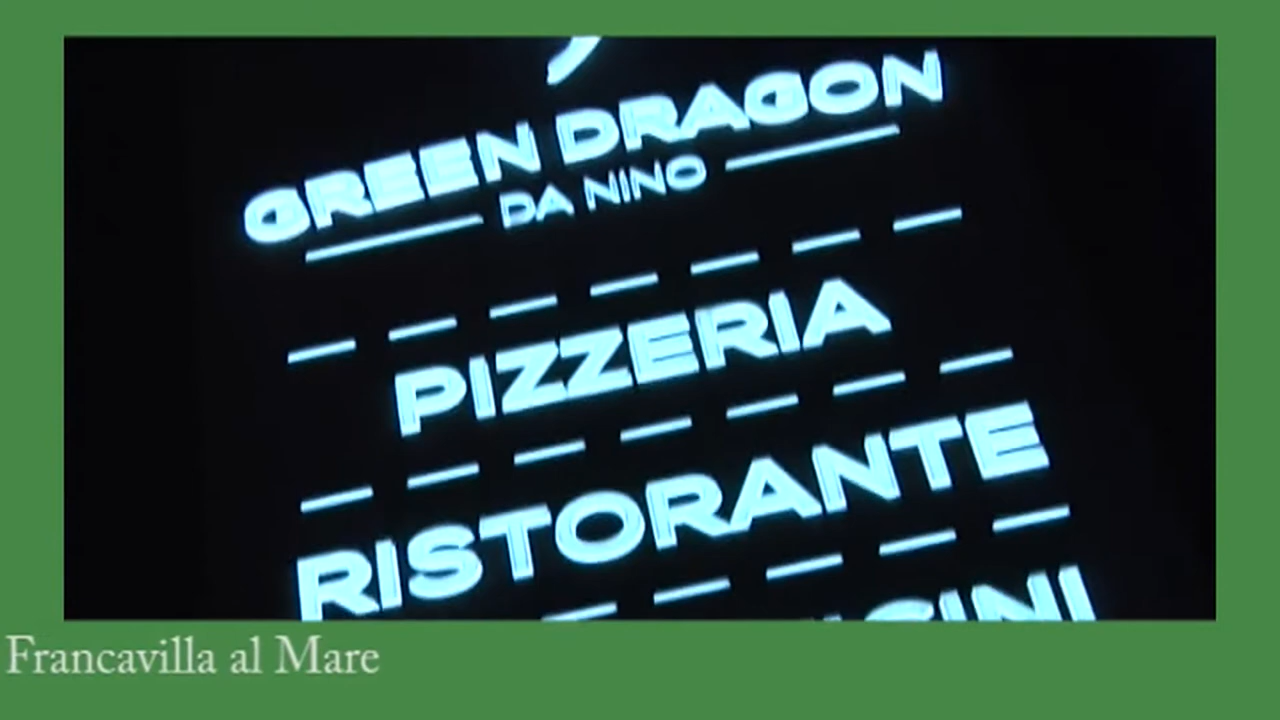 GREEN DRAGON
DA NINO
PIZZERIA
RISTORANTE
Francavilla al Mare